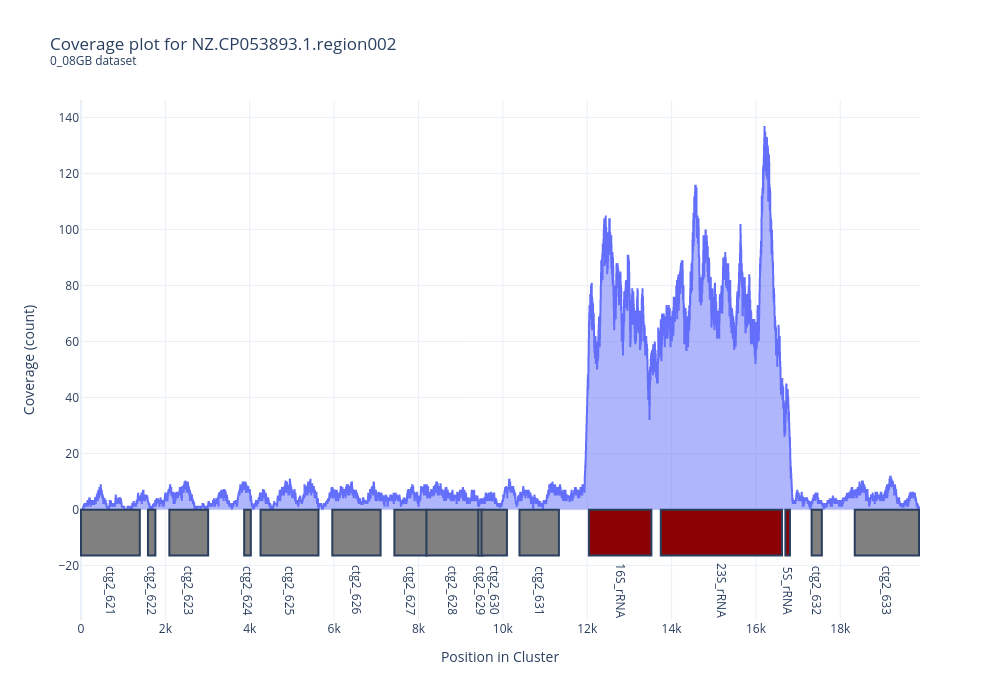 Coverage plot for NZ.CP053893.1.region002
0_08GB dataset
Coverage (count)
140
120
100
80
60
40
20
0
−20
ctg2_621
ctg2_622
ctg2_623
ctg2_624
ctg2_625
ctg2_626
ctg2_627
ctg2_628
ctg2_629
ctg2_630
ctg2_631
16S_rRNA
23S_rRNA
5S_rRNA
ctg2_632
ctg2_633
0 2k 4k 6k 8k 10k 12k 14k 16k 18k
Position in Cluster